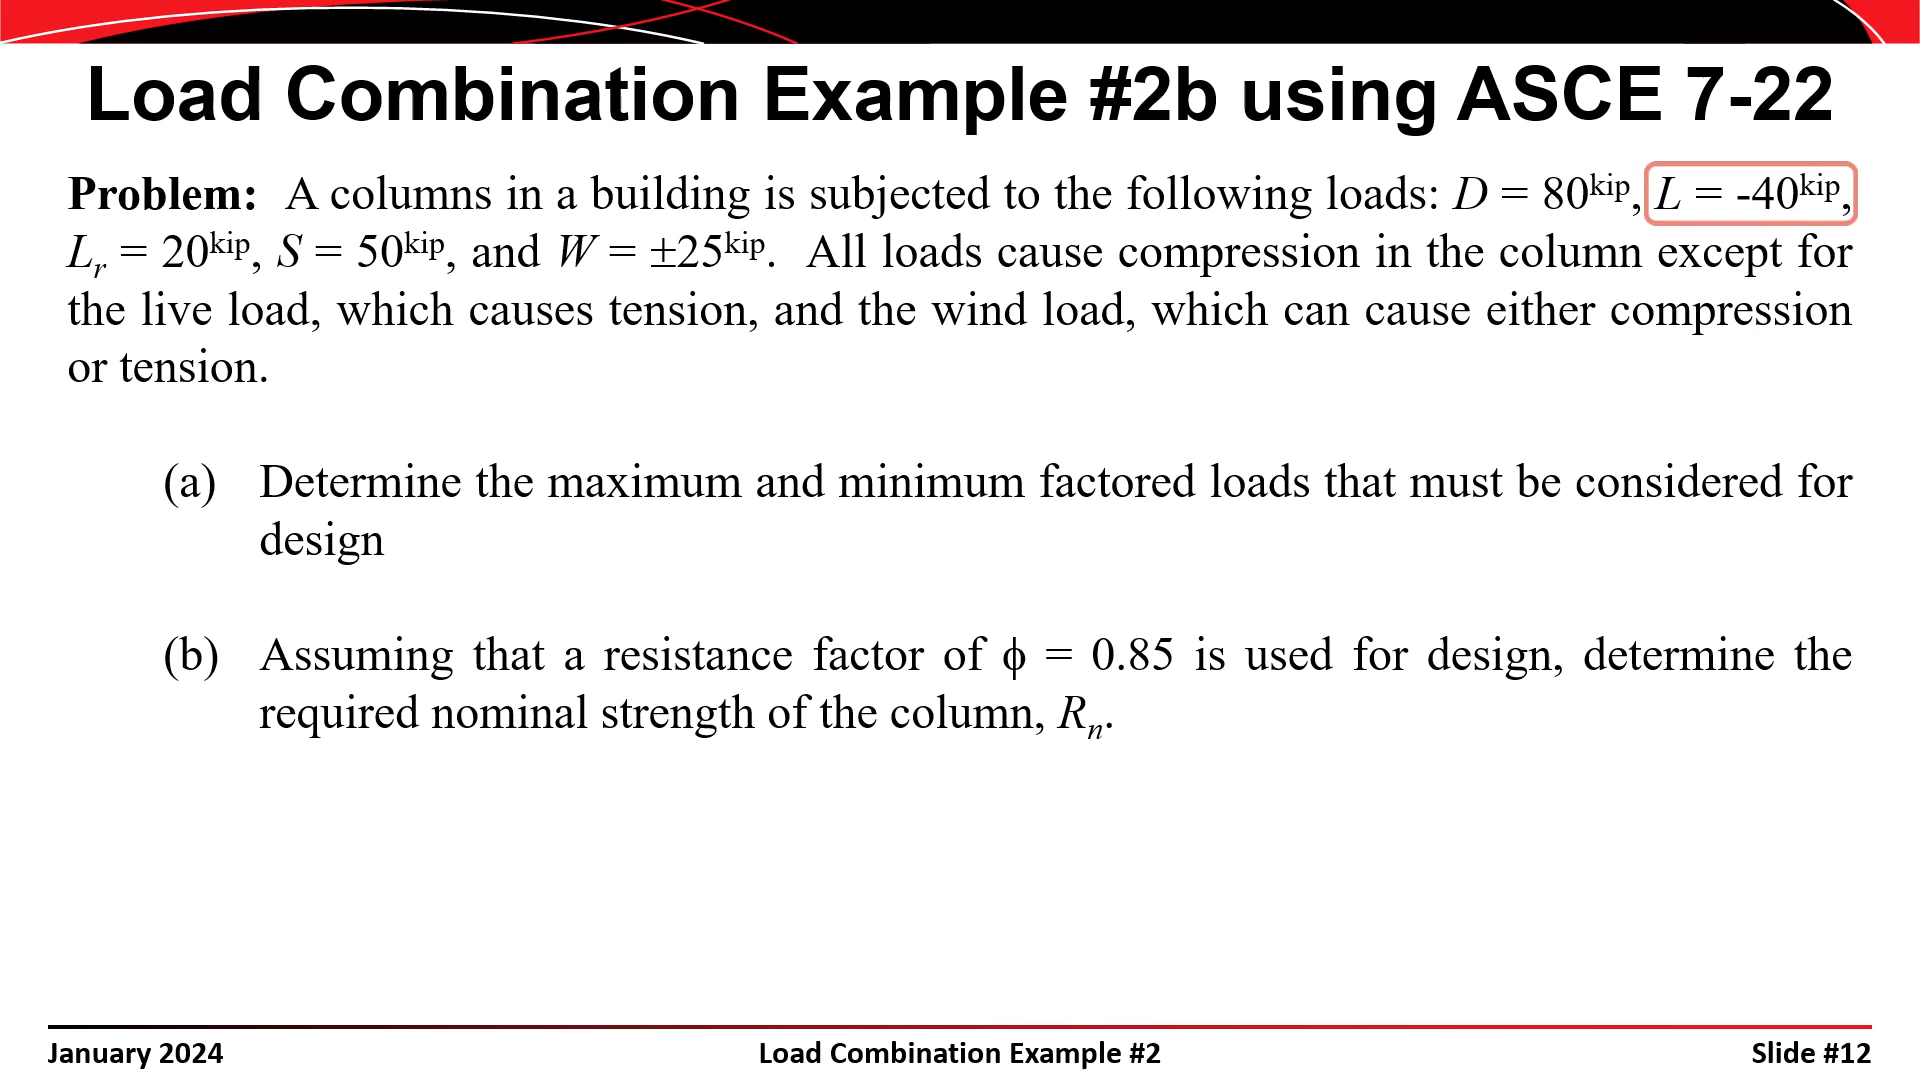 Load Combination Example #2b using ASCE 7-22
Problem: A columns in a building is subjected to the following loads: D = 80kip, L = -40kip,
Lr = 20kip, S = 50kip, and W = ±25kip. All loads cause compression in the column except for
the live load, which causes tension, and the wind load, which can cause either compression
or tension.
(a) Determine the maximum and minimum factored loads that must be considered for
design
(b) Assuming that a resistance factor of ϕ = 0.85 is used for design, determine the
required nominal strength of the column, Rn.
January 2024 Load Combination Example #2 Slide #12